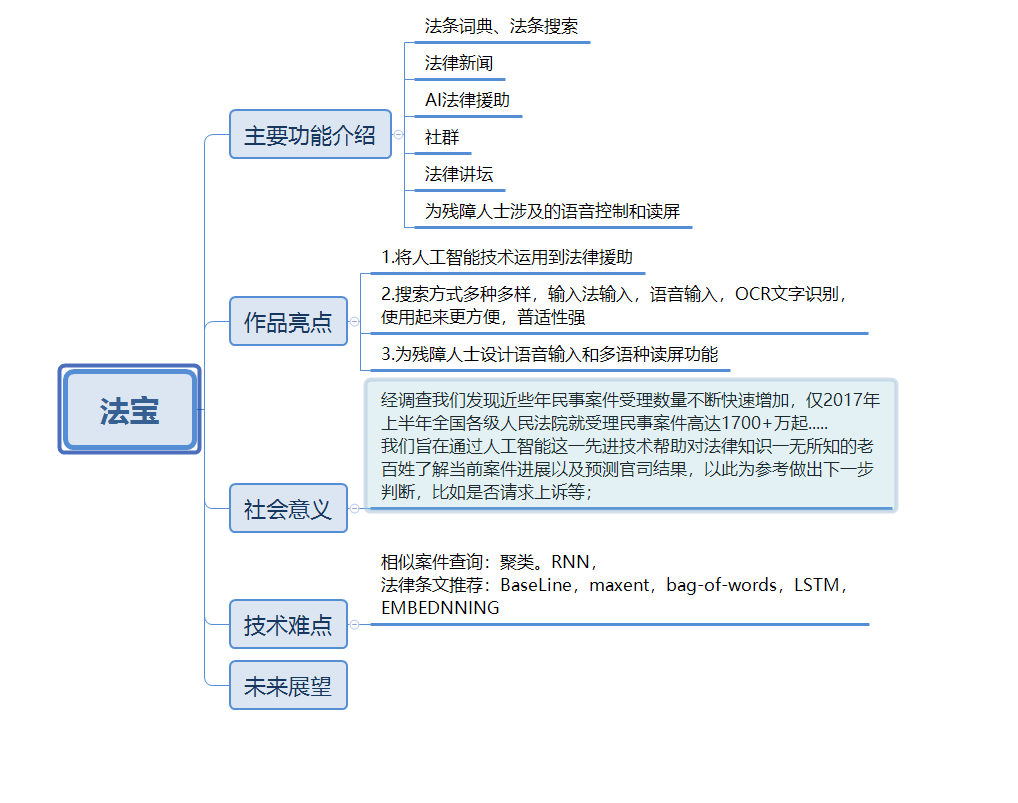 法宝
主要功能介绍
法条词典、法条搜索
法律新闻
AI法律援助
社群
法律讲坛
为残障人士涉及的语音控制和读屏
作品亮点
1.将人工智能技术运用到法律援助
2.搜索方式多种多样，输入法输入，语音输入，OCR文字识别，
使用起来更方便，普适性强
3.为残障人士设计语音输入和多语种读屏功能
社会意义
经调查我们发现近些年民事案件受理数量不断快速增加，仅2017年
上半年全国各级人民法院就受理民事案件高达1700+万起.....
我们旨在通过人工智能这一先进技术帮助对法律知识一无所知的老
百姓了解当前案件进展以及预测官司结果，以此为参考做出下一步
判断，比如是否请求上诉等；
技术难点
相似案件查询：聚类。RNN，
法律条文推荐：BaseLine，maxent，bag-of-words，LSTM，
EMBEDNNING
未来展望